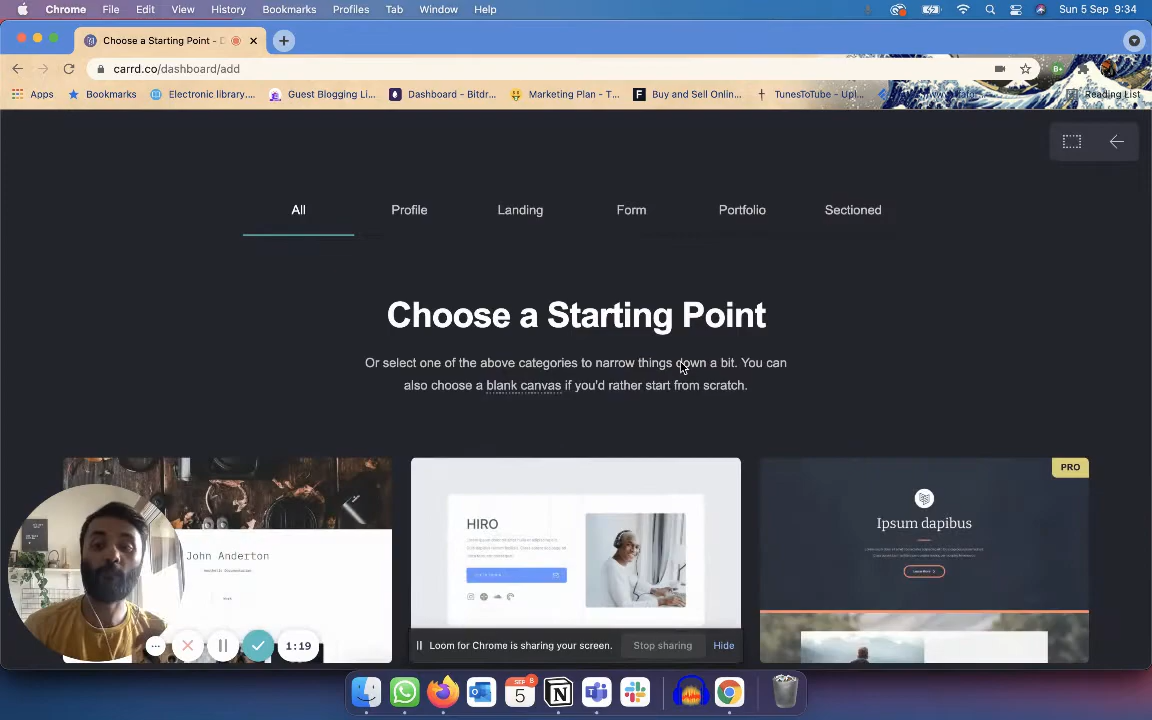 Chrome File Edit View History Bookmarks Profiles Tab Window Help Sun 5 Sep 9:34
Choose a Starting Point - D
carrd.co/dashboard/add
Apps Bookmarks Electronic library.... Guest Blogging Li... Dashboard - Bitdr... Marketing Plan - T... Buy and Sell Onlin... TunesToTube - Upl... Reading List
All Profile Landing Form Portfolio Sectioned
Choose a Starting Point
Or select one of the above categories to narrow things down a bit. You can
also choose a blank canvas if you'd rather start from scratch.
PRO
HIRO
Ipsum dapibus
John Anderton
Loom for Chrome is sharing your screen. Stop sharing Hide
1:19
SEP 5